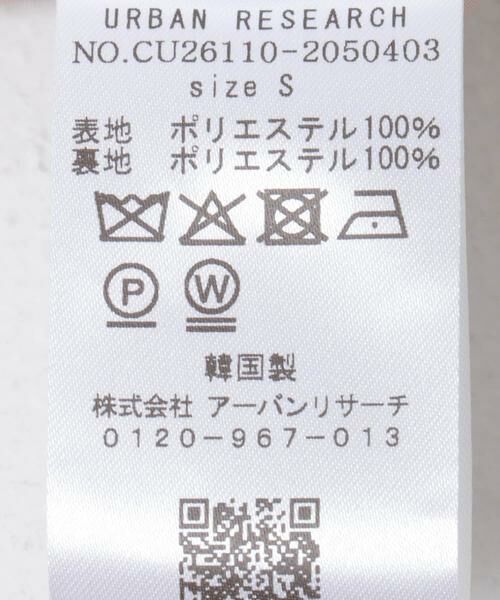 URBAN RESEARCH
NO.CU26110-2050403
size S
表地 ポリエステル100%
裏地 ポリエステル100%
P W
韓国製
株式会社 アーバンリサーチ
0120-967-013